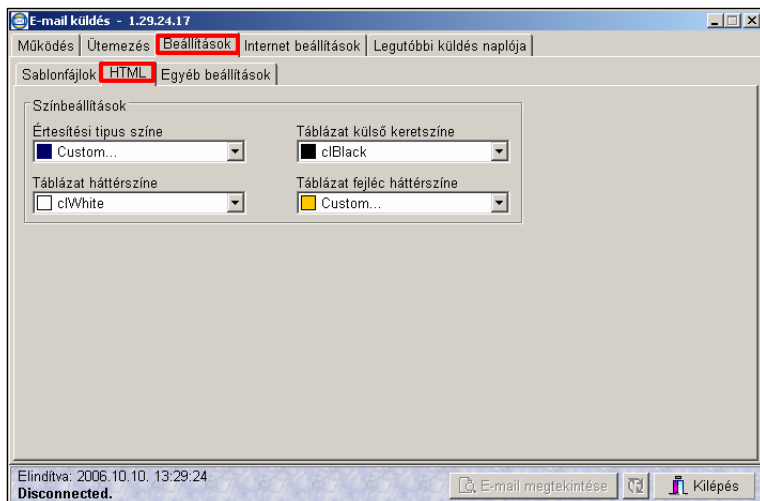 E-mail küldés - 1.29.24.17
Működés Ütemezés Beállítások Internet beállítások Legutóbbi küldés naplója
Sablonfájlok HTML Egyéb beállítások
Színbeállítások
Értesítési tipus színe Táblázat külső keretszíne
Custom... clBlack
Táblázat háttérszíne Táblázat fejléc háttérszíne
clWhite Custom...
Elindítva: 2006.10.10. 13:29:24
Disconnected.
E-mail megtekintése Kilépés